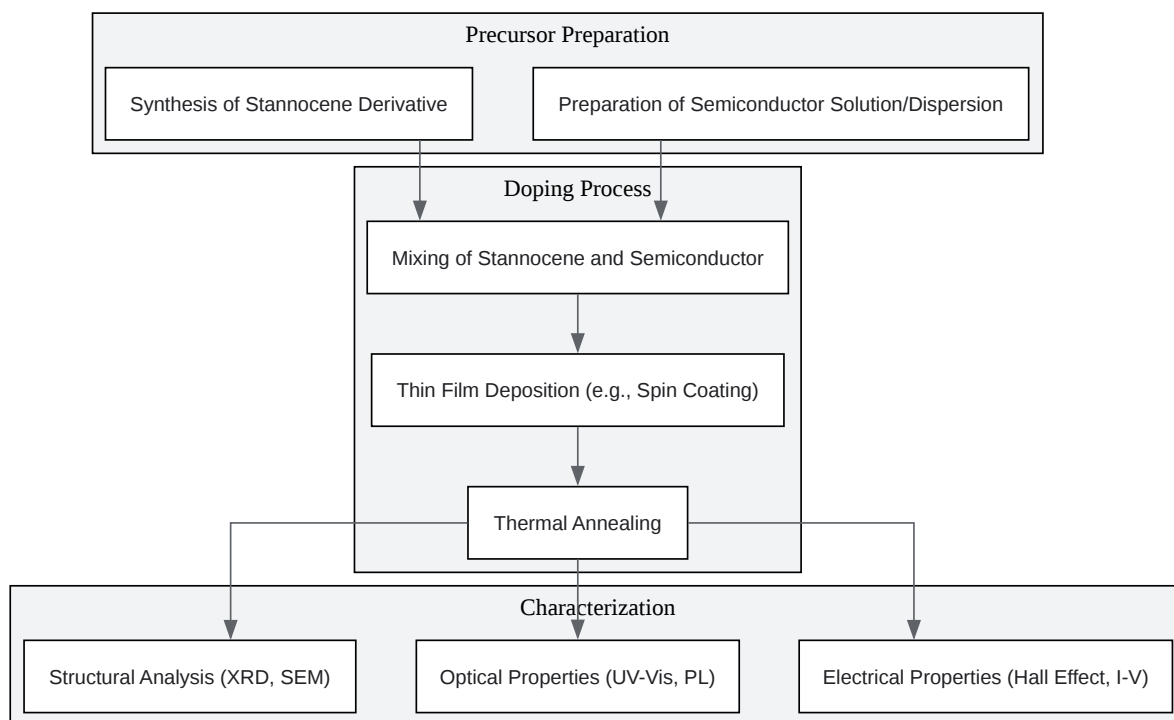 Precursor Preparation
Synthesis of Stannocene Derivative
Preparation of Semiconductor Solution/Dispersion
Doping Process
Mixing of Stannocene and Semiconductor
Thin Film Deposition (e.g., Spin Coating)
Thermal Annealing
Characterization
Structural Analysis (XRD, SEM)
Optical Properties (UV-Vis, PL)
Electrical Properties (Hall Effect, I-V)